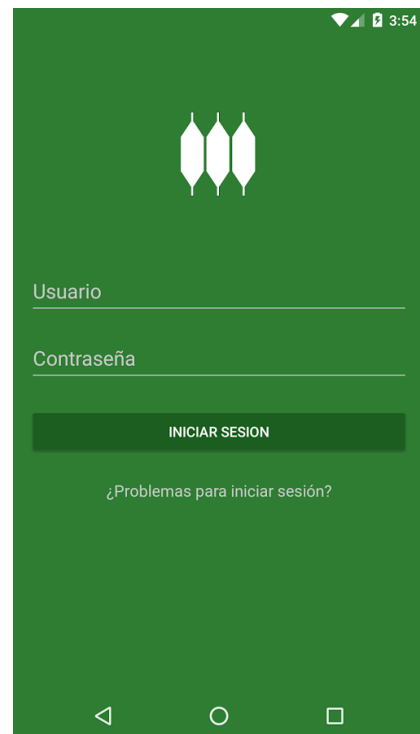 3:54
Usuario
Contraseña
INICIAR SESION
¿Problemas para iniciar sesión?